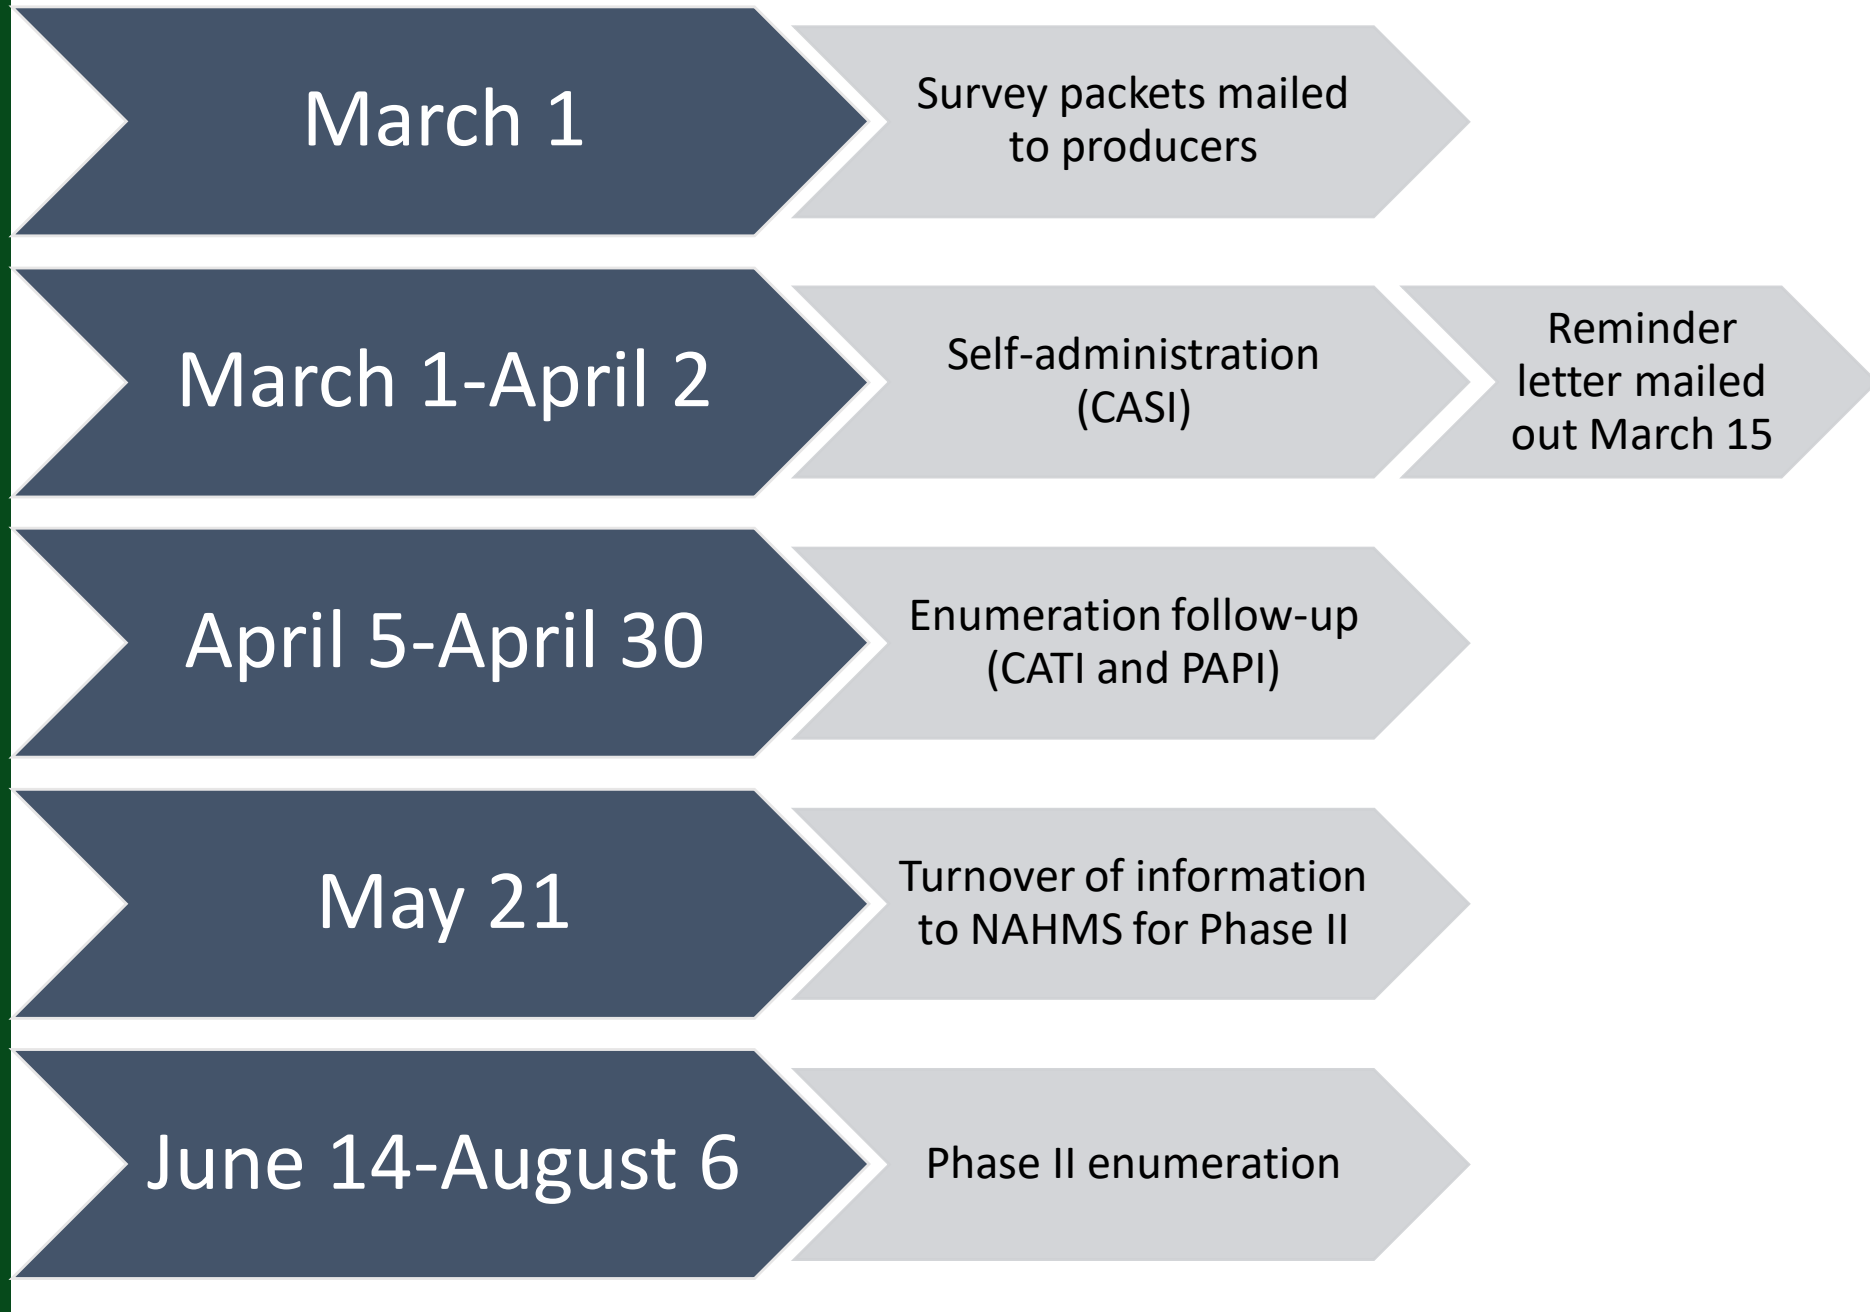 March 1
Survey packets mailed
to producers
March 1-April 2
Self-administration
(CASI)
Reminder
letter mailed
out March 15
April 5-April 30
Enumeration follow-up
(CATI and PAPI)
May 21
Turnover of information
to NAHMS for Phase II
June 14-August 6
Phase II enumeration